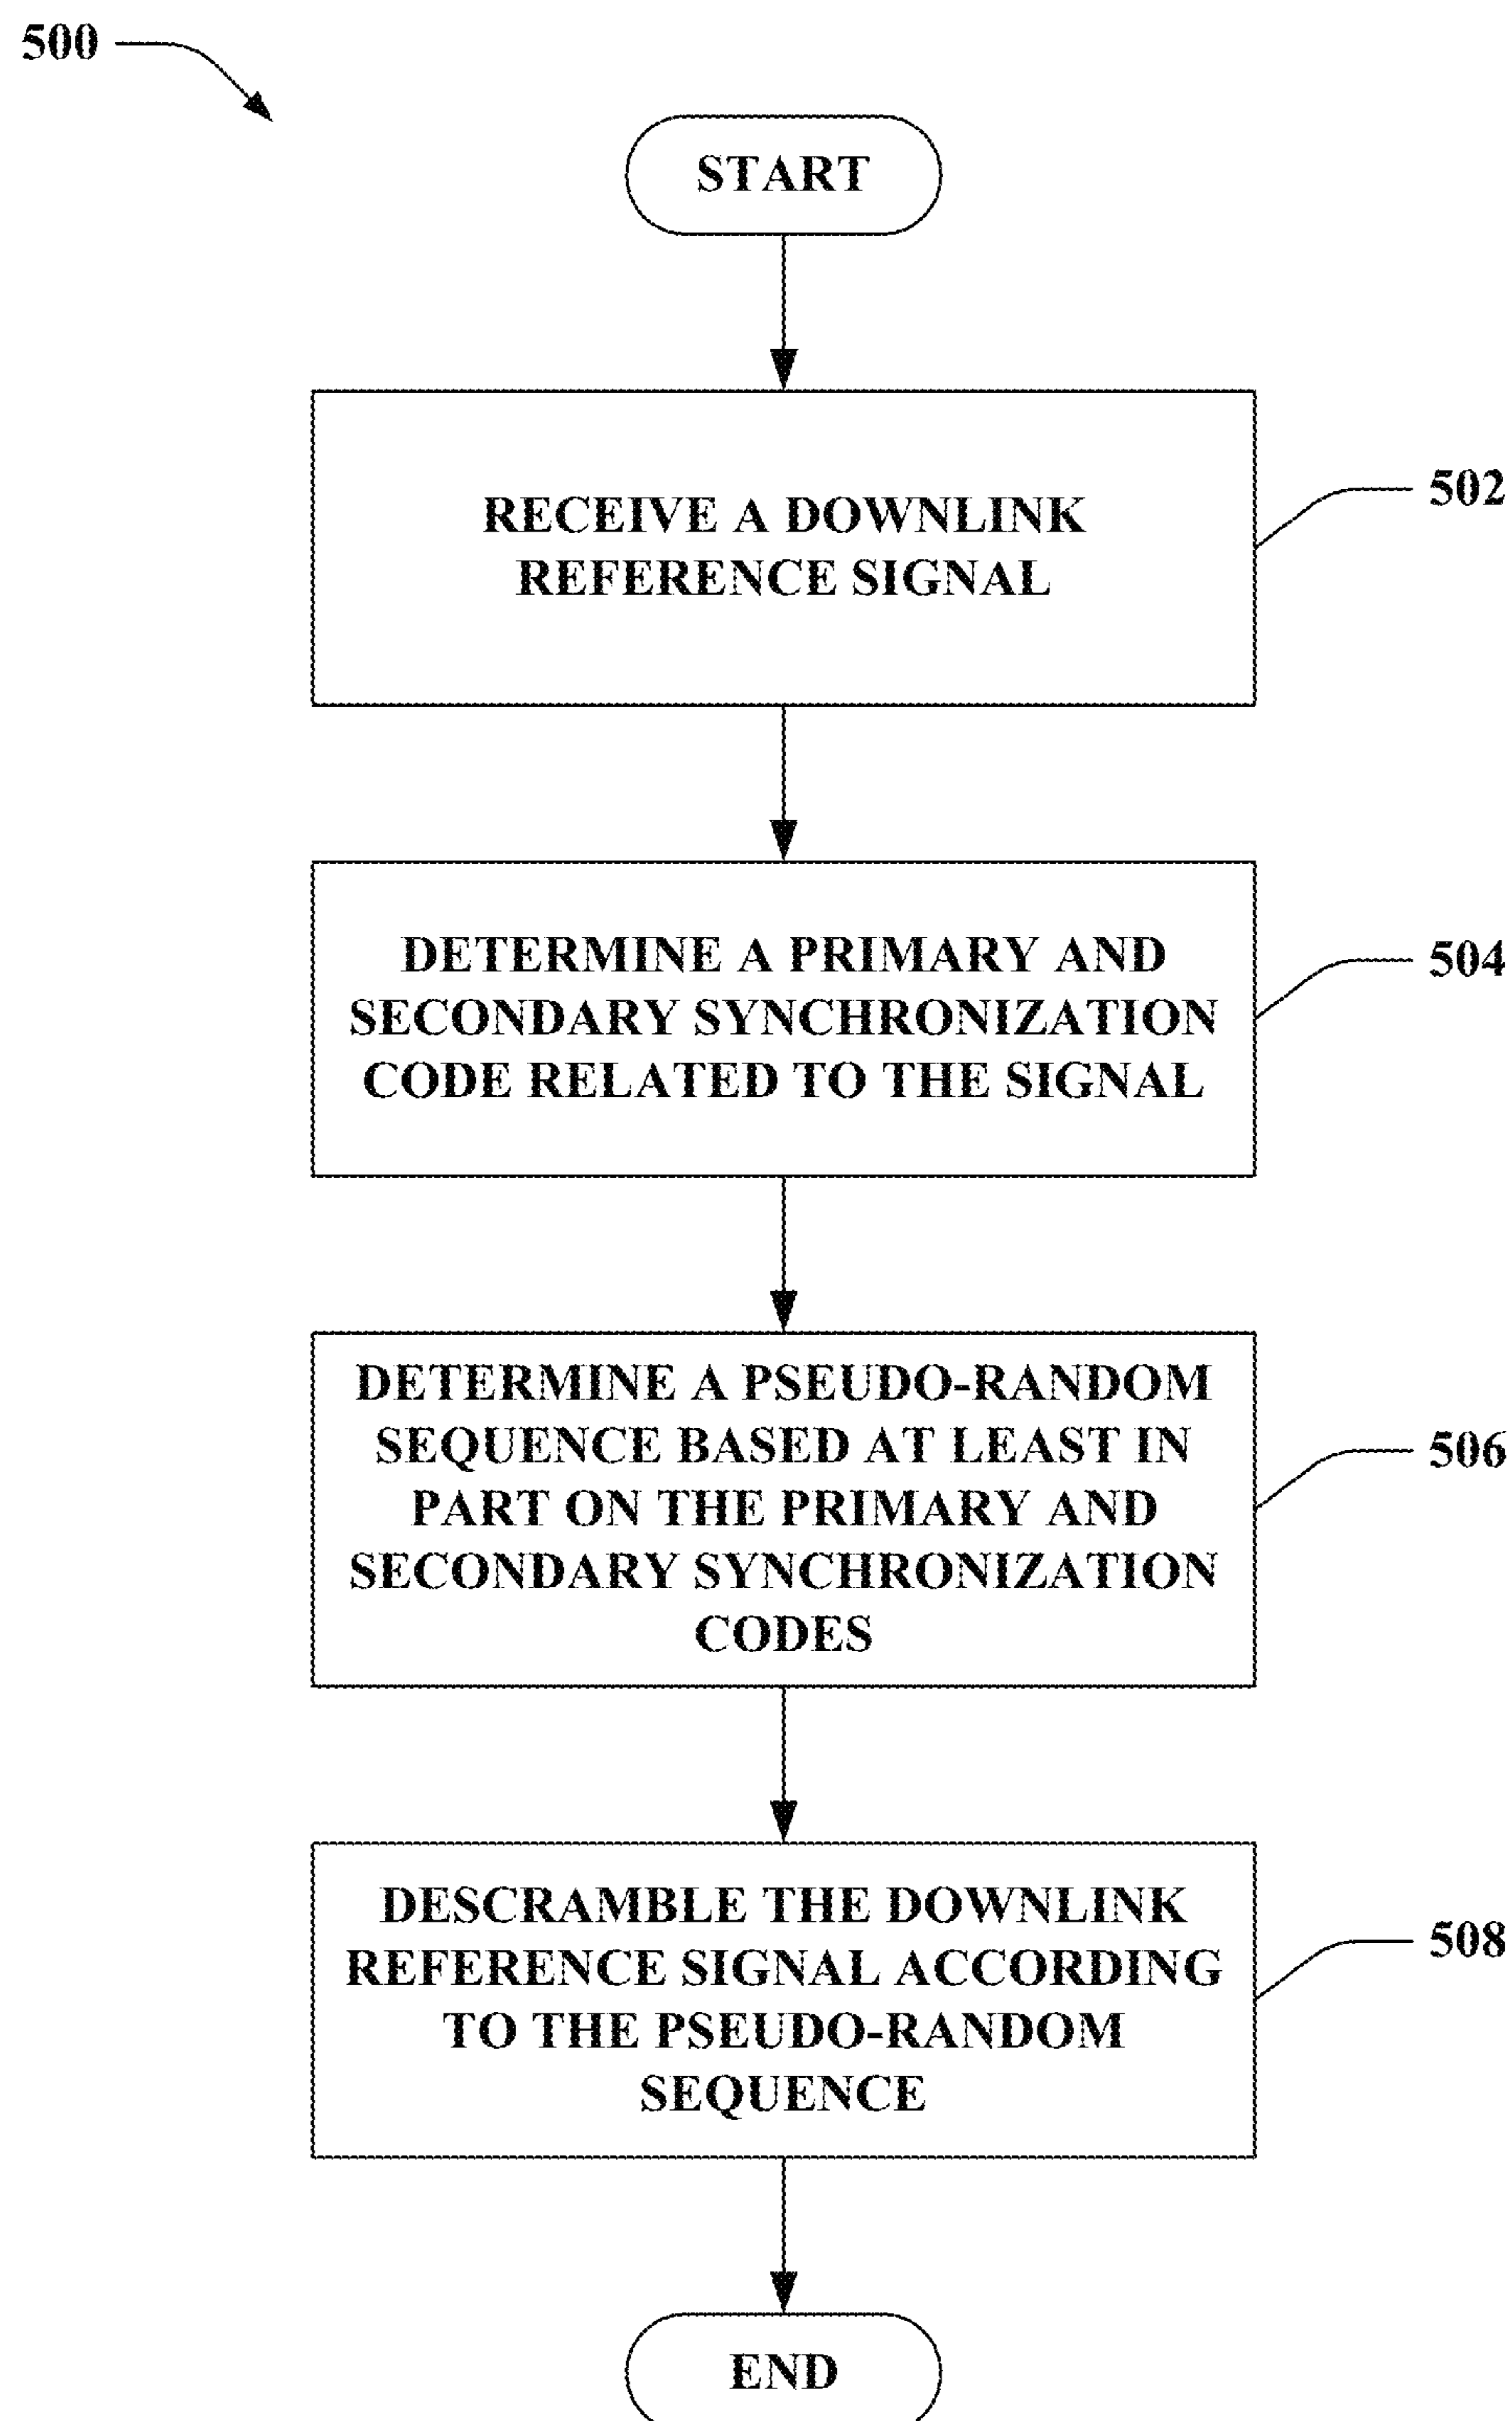 500
START
RECEIVE A DOWNLINK
REFERENCE SIGNAL
502
DETERMINE A PRIMARY AND
SECONDARY SYNCHRONIZATION
CODE RELATED TO THE SIGNAL
504
DETERMINE A PSEUDO-RANDOM
SEQUENCE BASED AT LEAST IN
PART ON THE PRIMARY AND
SECONDARY SYNCHRONIZATION
CODES
506
DESCRAMBLE THE DOWNLINK
REFERENCE SIGNAL ACCORDING
TO THE PSEUDO-RANDOM
SEQUENCE
508
END